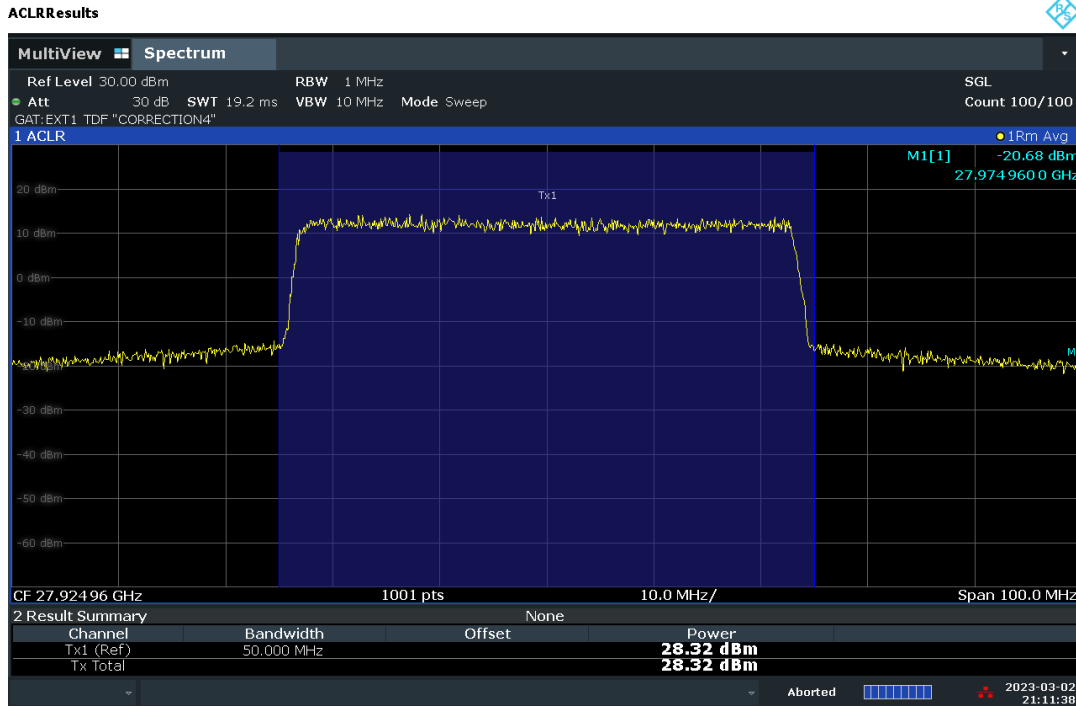 ACLRResults
R&S
MultiView Spectrum
Ref Level 30.00 dBm RBW 1 MHz SGL
Att 30 dB SWT 19.2 ms VBW 10 MHz Mode Sweep Count 100/100
GAT:EXT1 TDF "CORRECTION4"
1 ACLR 1Rm Avg
M1[1] -20.68 dBm
27.974 960 0 GHz
20 dBm
Tx1
10 dBm
0 dBm
-10 dBm
M
-30 dBm
-40 dBm
-50 dBm
-60 dBm
CF 27.924 96 GHz 1001 pts 10.0 MHz/ Span 100.0 MHz
2 Result Summary None
Channel Bandwidth Offset Power
Tx1 (Ref) 50.000 MHz 28.32 dBm
Tx Total 28.32 dBm
Aborted 2023-03-02
21:11:38